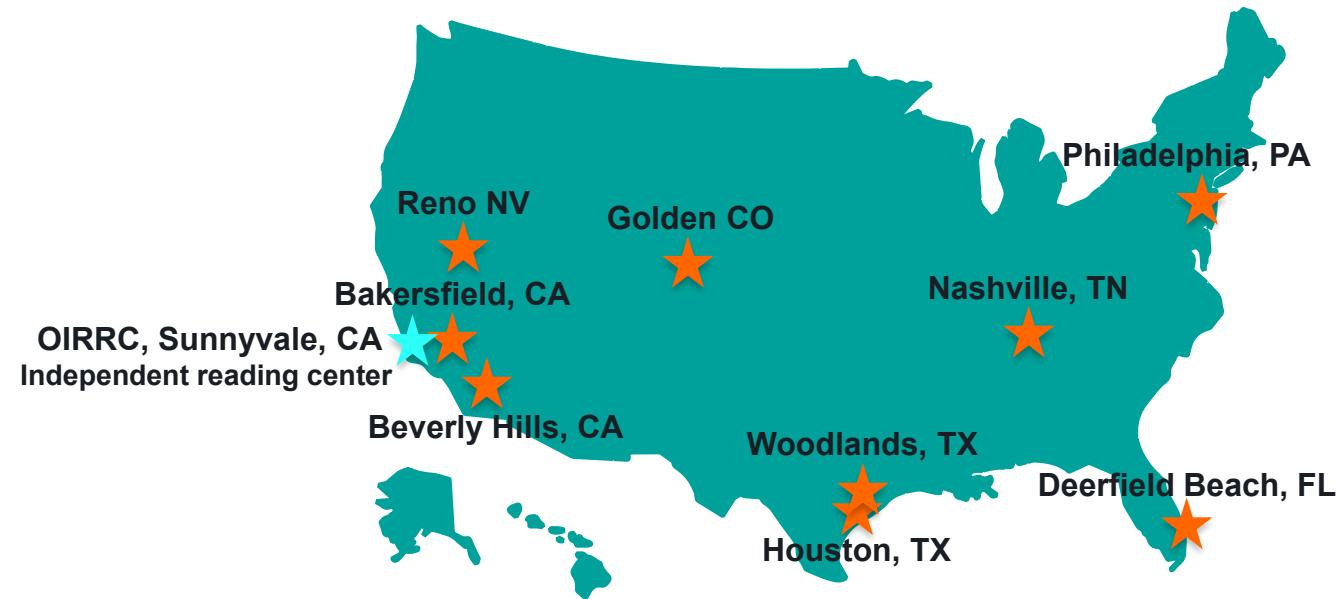 Philadelphia, PA
Reno NV
Golden CO
Bakersfield, CA
Nashville, TN
OIRRC, Sunnyvale, CA
Independent reading center
Beverly Hills, CA
Woodlands, TX
Deerfield Beach, FL
Houston, TX